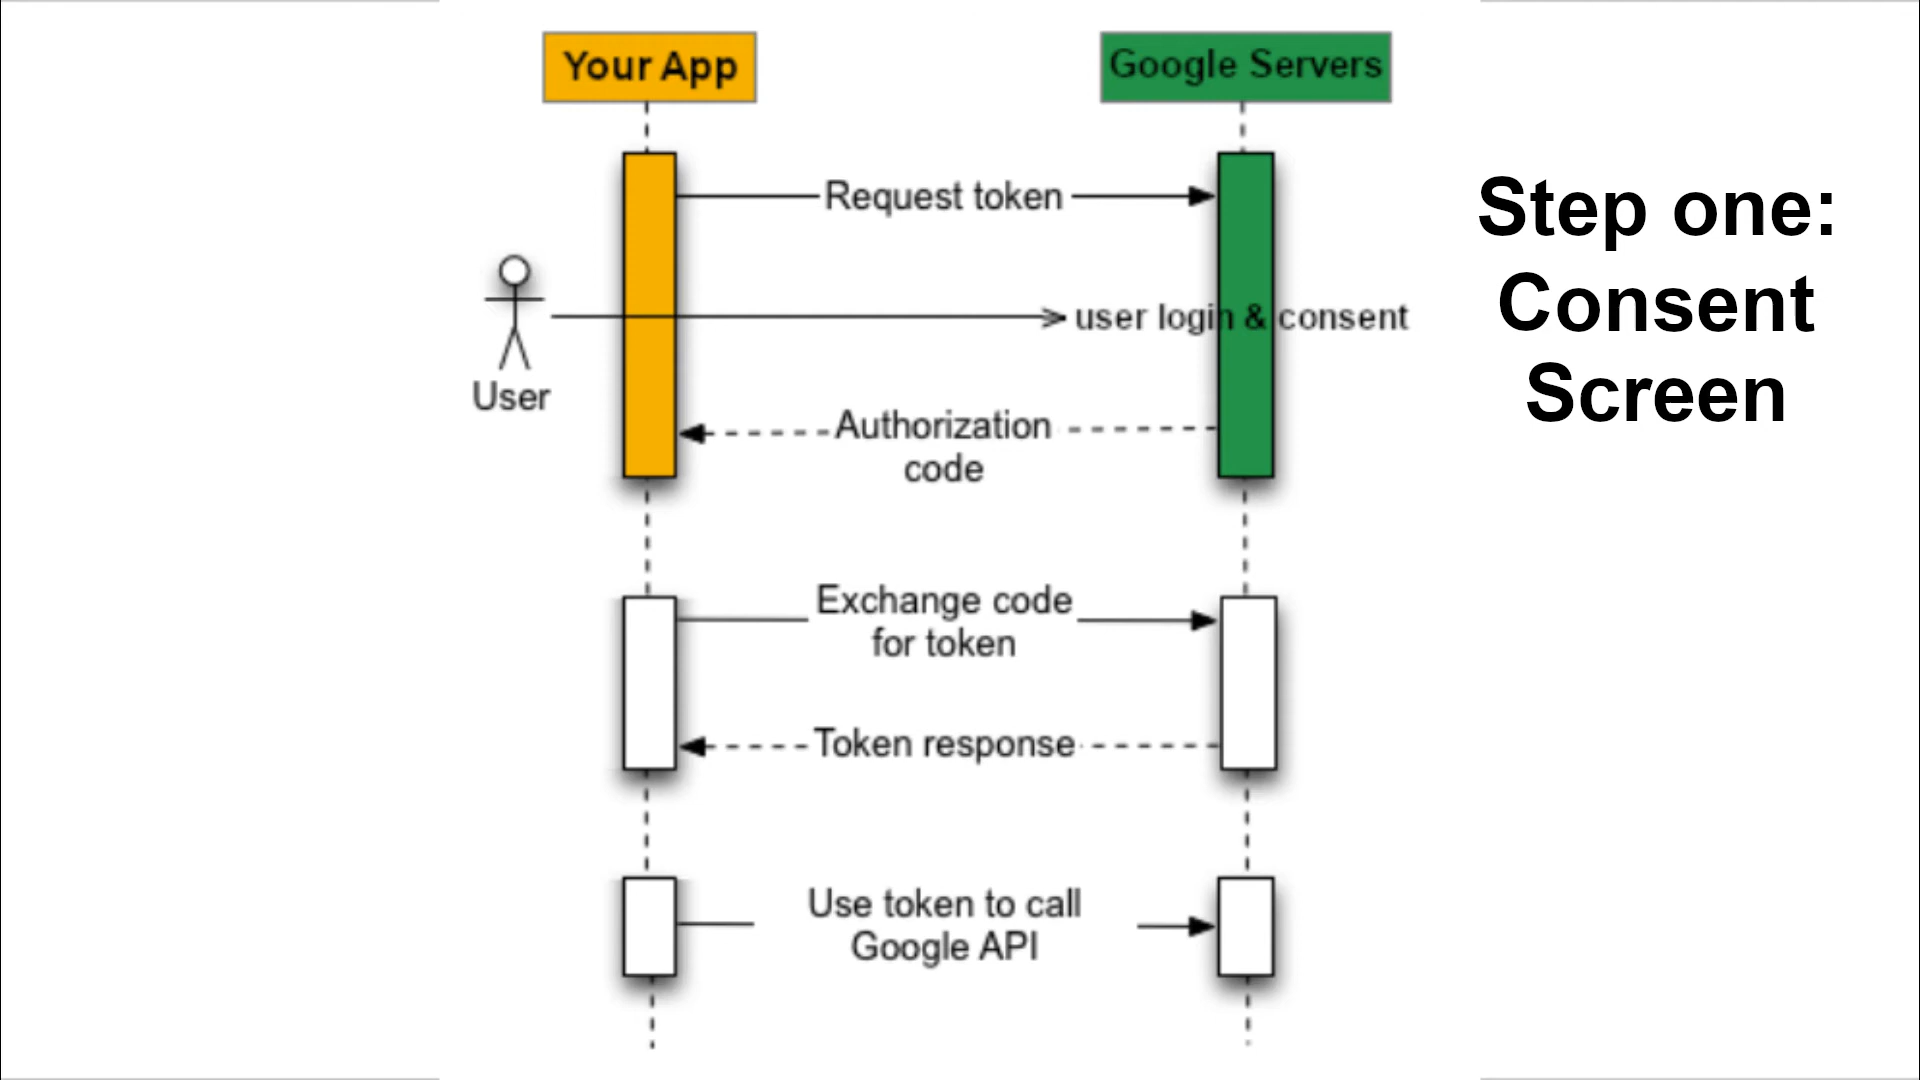 Your App
Google Servers
Request token
Step one:
Consent
Screen
user login & consent
User
Authorization
code
Exchange code
for token
Token response
Use token to call
Google API